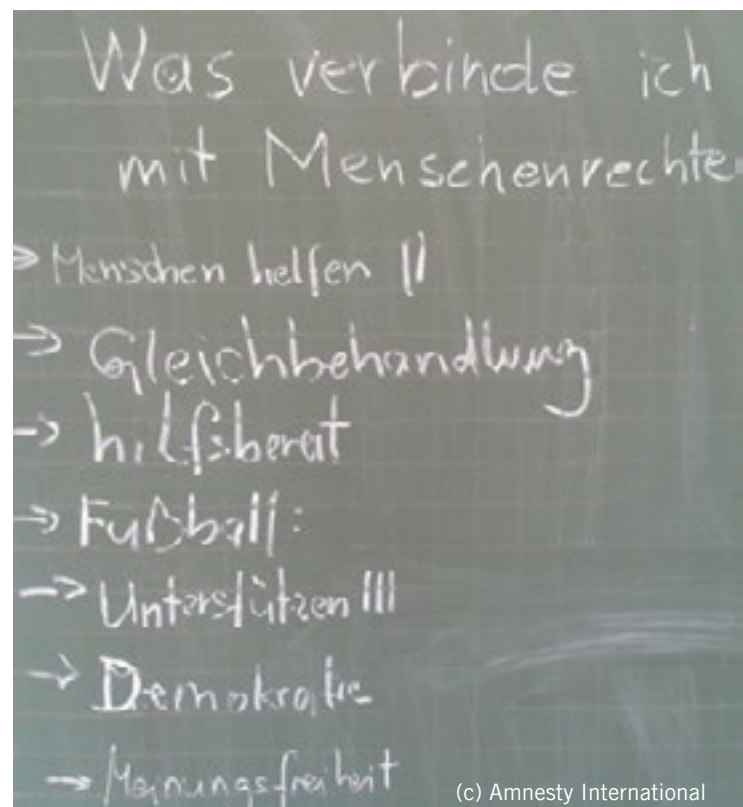 Was verbinde ich
mit Menschenrechte
→ Menschen helfen ||
→ Gleichbehandlung
→ hilfsbereit
→ Fußball:
→ Unterstützen |||
→ Demokratie
→ Meinungsfreiheit
(c) Amnesty International